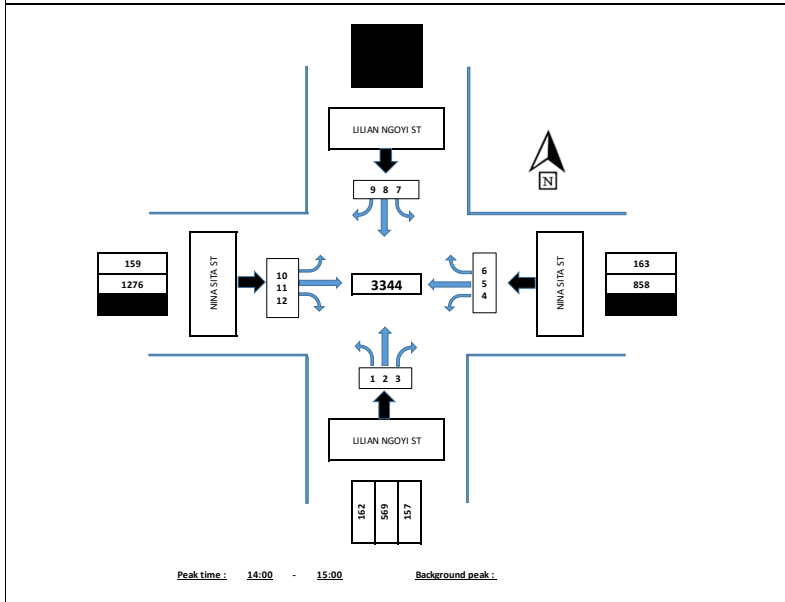 LILIAN NGOYI ST
9 8 7
N
159
1276
NINA SITA ST
10
11
12
3344
6
5
4
NINA SITA ST
163
858
1 2 3
LILIAN NGOYI ST
162
569
157
Peak time : 14:00 - 15:00 Background peak :